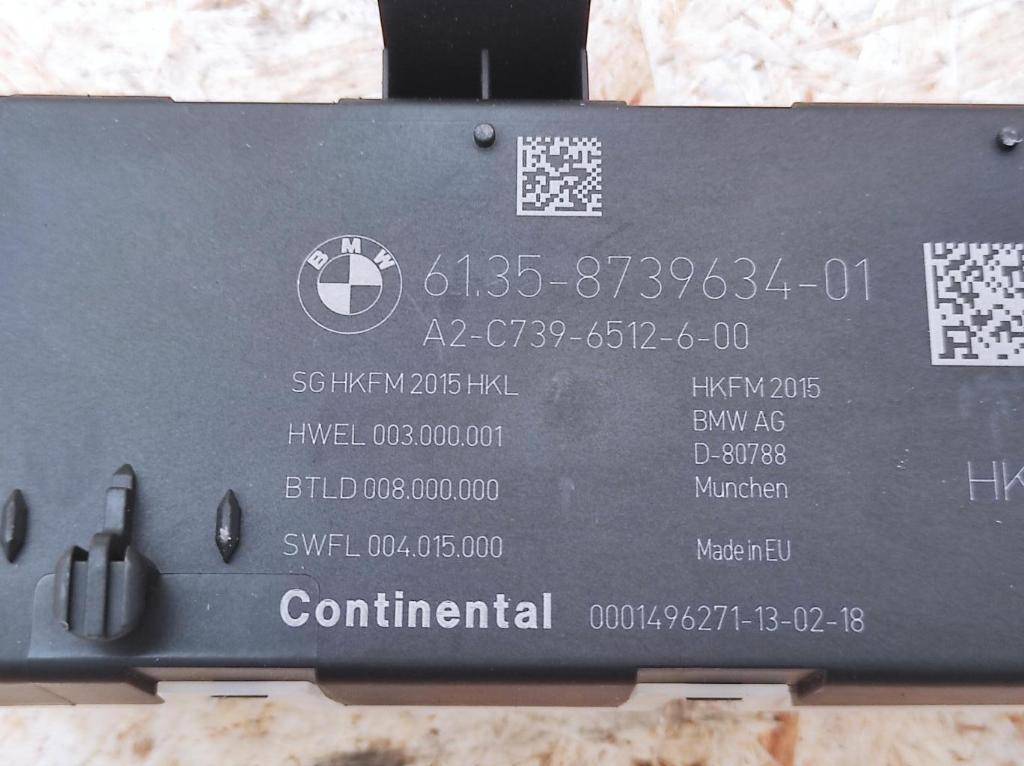 BMW
61.35-8739634-01
A2-C739-6512-6-00
SG HKFM 2015 HKL
HWEL 003.000.001
BTLD 008.000.000
SWFL 004.015.000
HKFM 2015
BMW AG
D-80788
Munchen
Made in EU
HK
Continental
0001496271-13-02-18